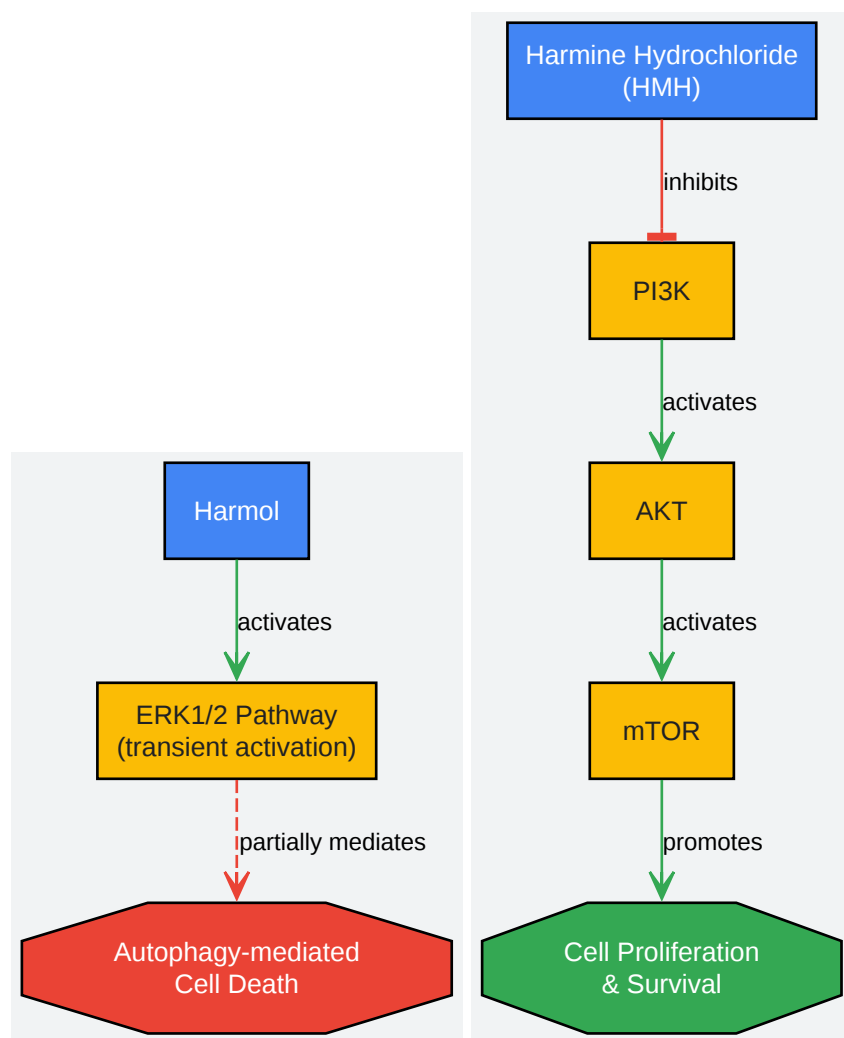 Harmine Hydrochloride
(HMH)
inhibits
PI3K
activates
AKT
activates
mTOR
promotes
Cell Proliferation
& Survival
Harmol
activates
ERK1/2 Pathway
(transient activation)
partially mediates
Autophagy-mediated
Cell Death